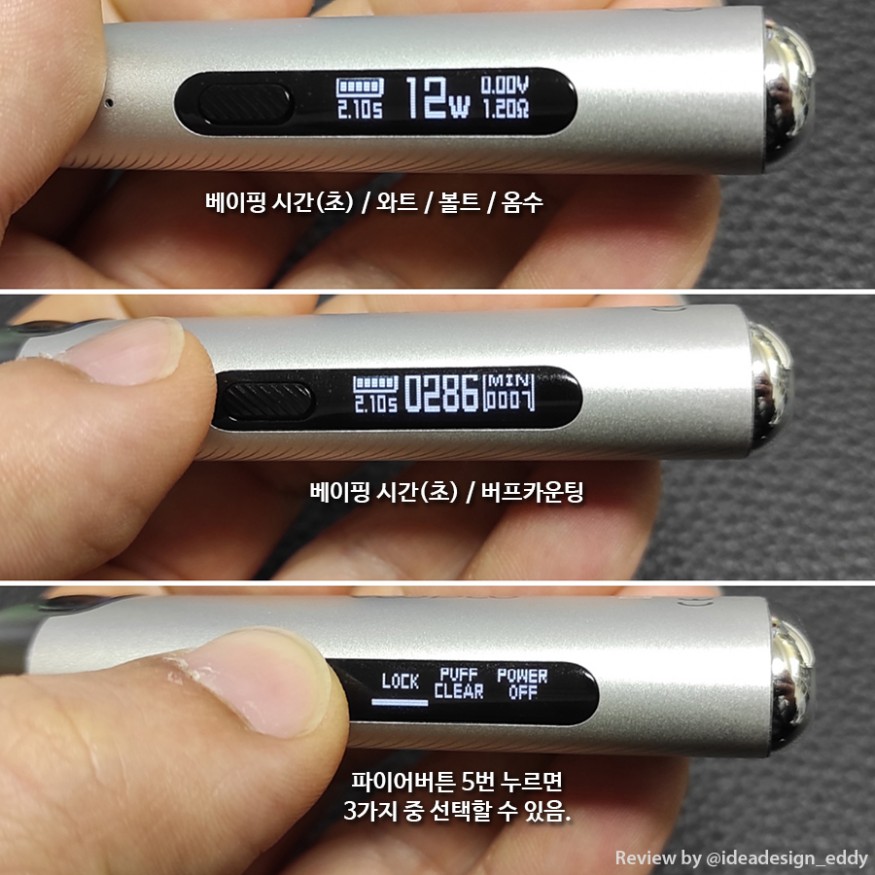 2.10s 12w 0.00V
1.20Ω
베이핑 시간(초) / 와트 / 볼트 / 옴수
2.10s 0286 MIN
0007
베이핑 시간(초) / 버프카운팅
LOCK PUFF CLEAR POWER OFF
파이어버튼 5번 누르면
3가지 중 선택할 수 있음.
Review by @ideadesign_eddy